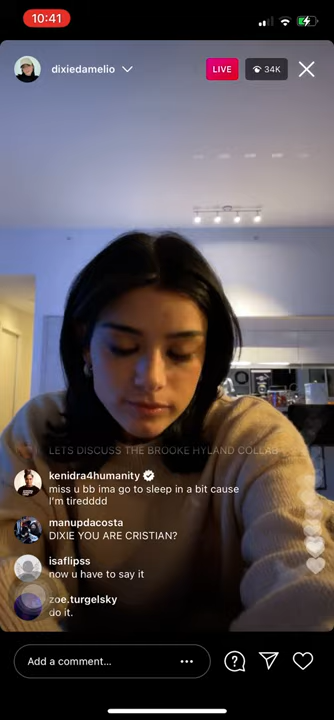 10:41
dixiedamelio
LIVE
34K
LETS DISCUSS THE BROOKE HYLAND COLLAB
kenidra4humanity
miss u bb ima go to sleep in a bit cause
I'm tiredddd
manupdacosta
DIXIE YOU ARE CRISTIAN?
isaflipss
now u have to say it
zoe.turgelsky
do it.
Add a comment...